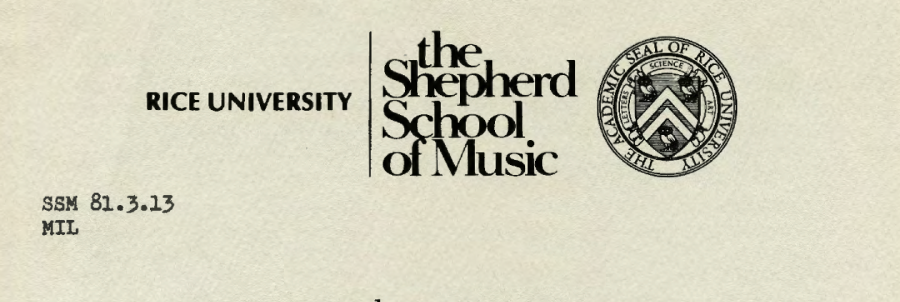 RICE UNIVERSITY
the
Shepherd
School
of Music
THE ACADEMIC SEAL OF RICE UNIVERSITY
LETTERS SCIENCE ART
SSM 81.3.13
MIL